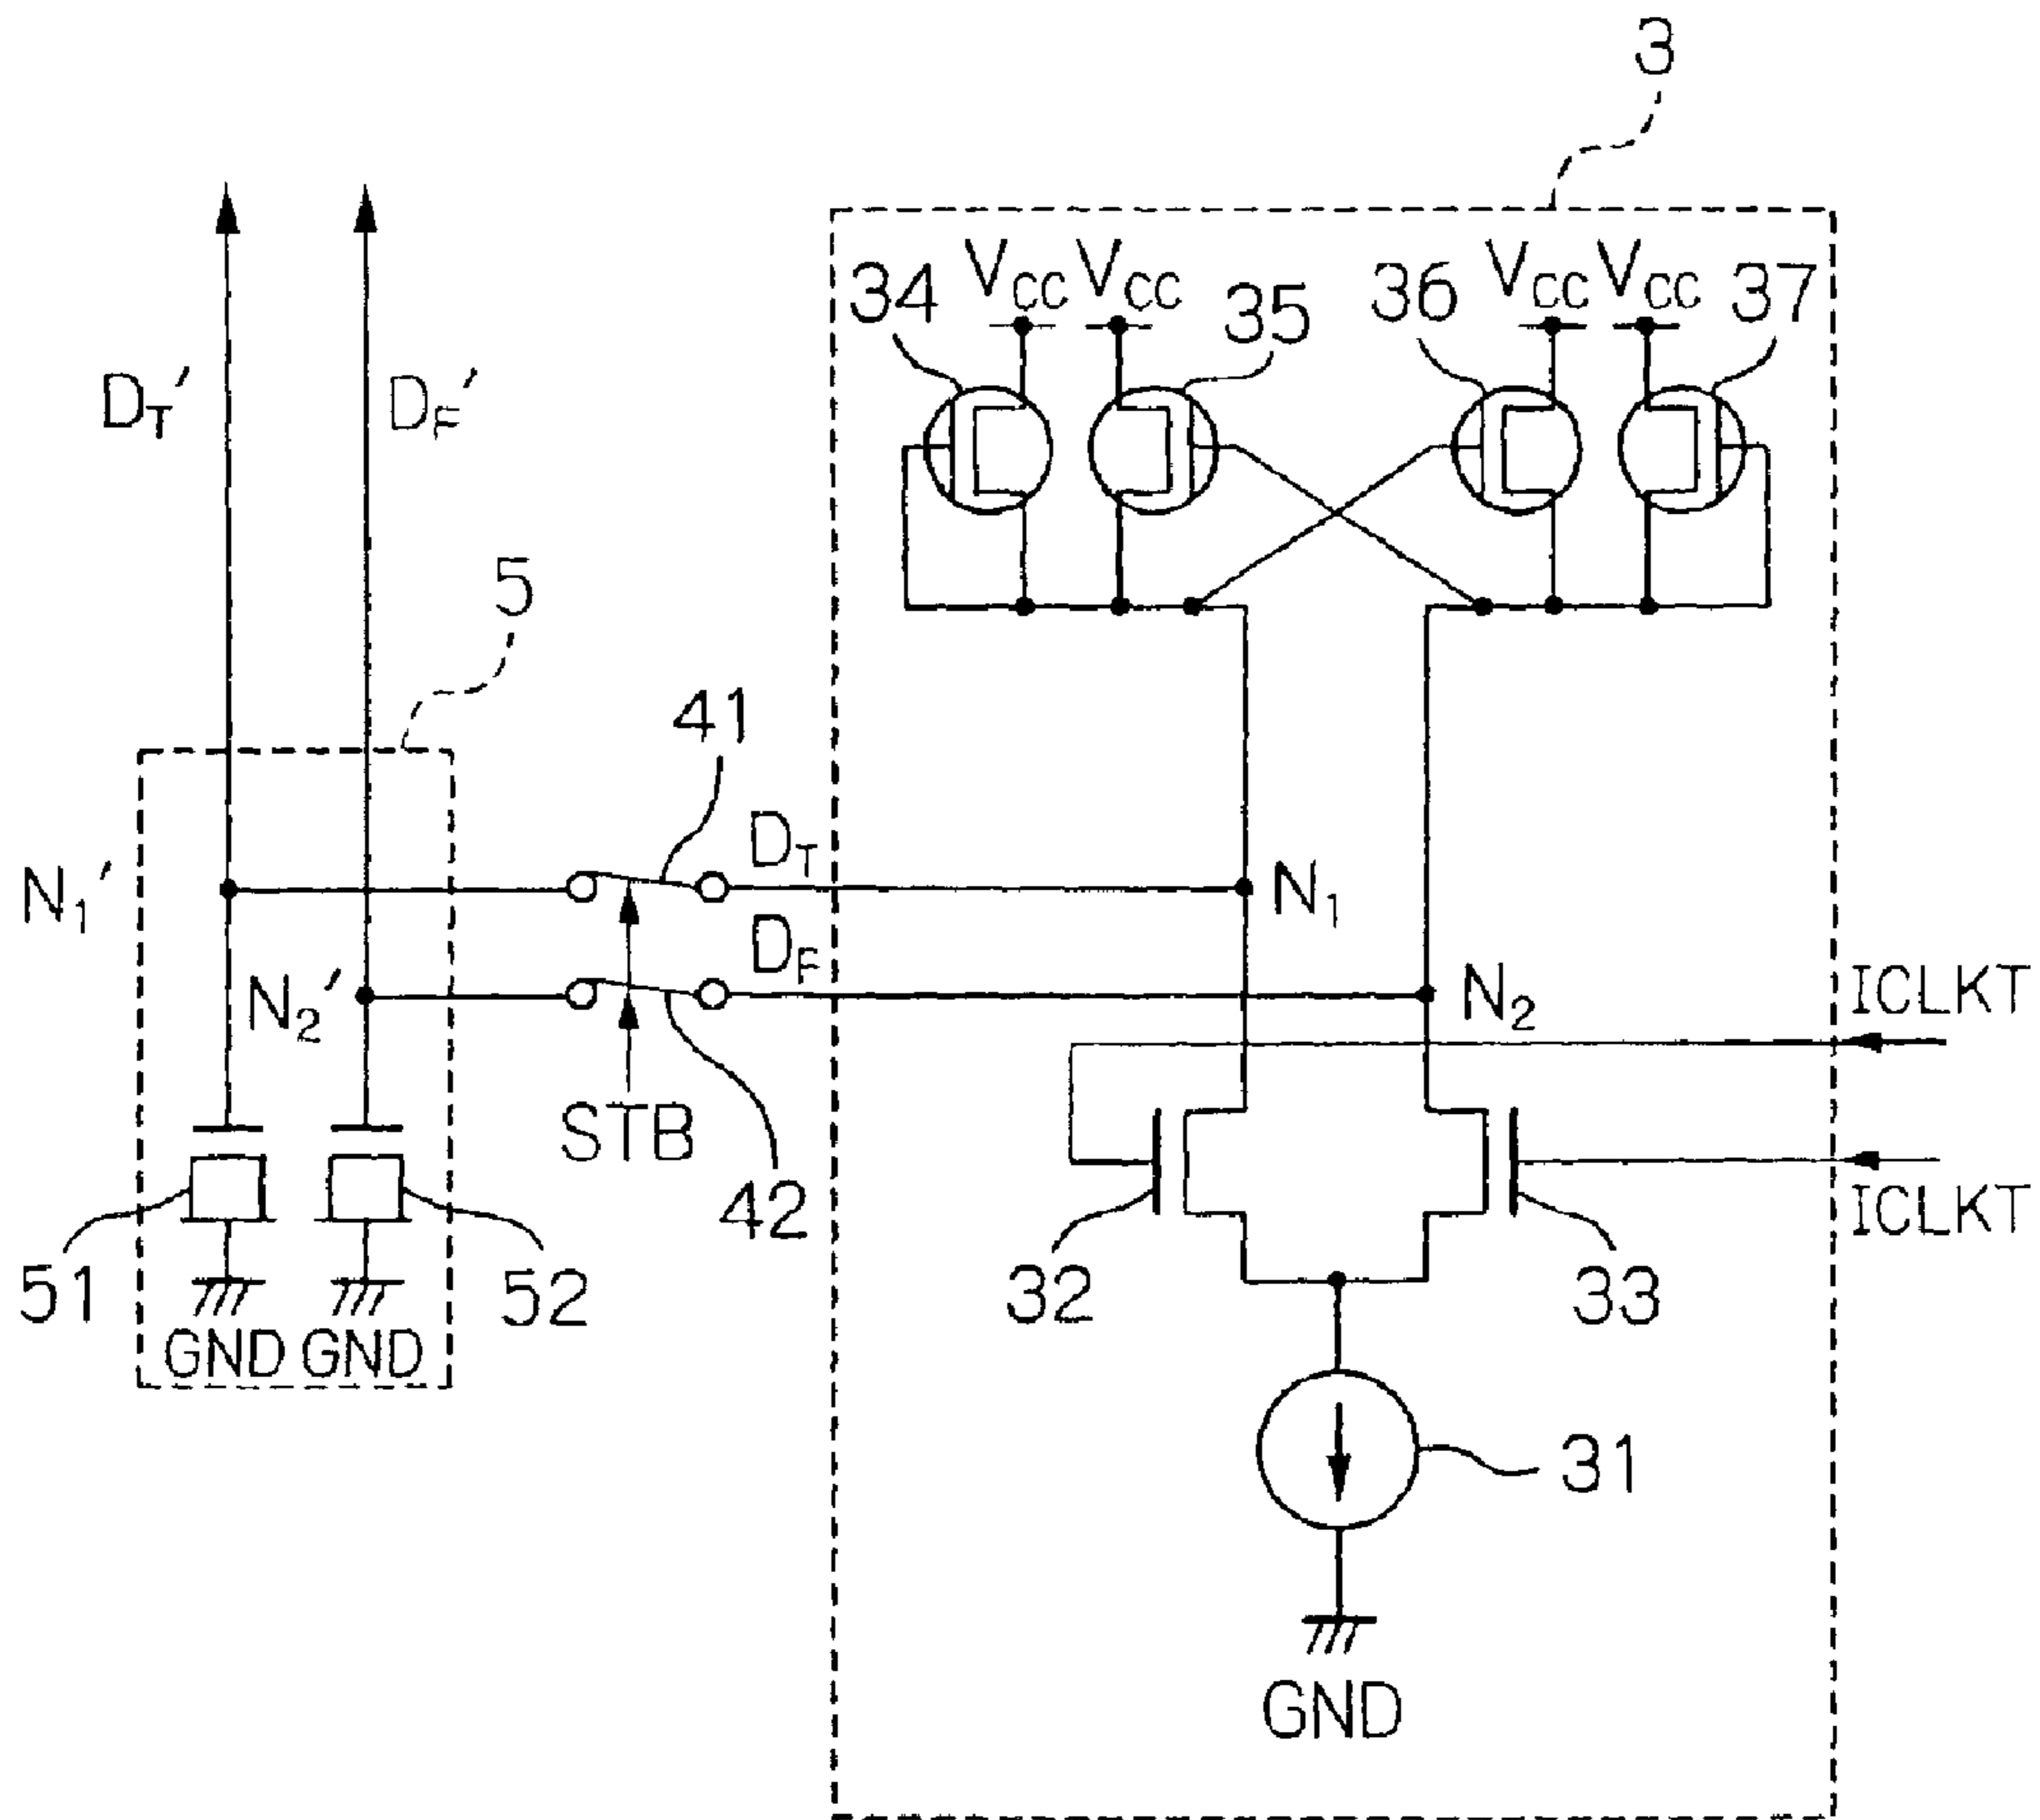 3
34 VCC VCC 35 36 VCC VCC 37
DT' DF'
5
41
DT
N1' N1
DF
N2' N2
ICLKT
STB
ICLKT
42
51 52 32 33
GND GND
31
GND